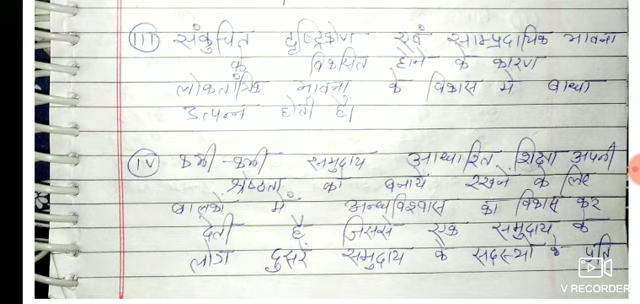 III संकुचित दृष्टिकोण एवं साम्प्रदायिक भावना
के विकसित होने के कारण
लोकतांत्रिक भावना के विकास में बाधा
उत्पन्न होती है।
IV कभी-कभी समुदाय आधारित शिक्षा अपनी
श्रेष्ठता को बनाये रखने के लिए
बालकों में अन्धविश्वास का विकास कर
देती है जिससे एक समुदाय के
लोग दुसरे समुदाय के सदस्यों के प्रति
V RECORDER